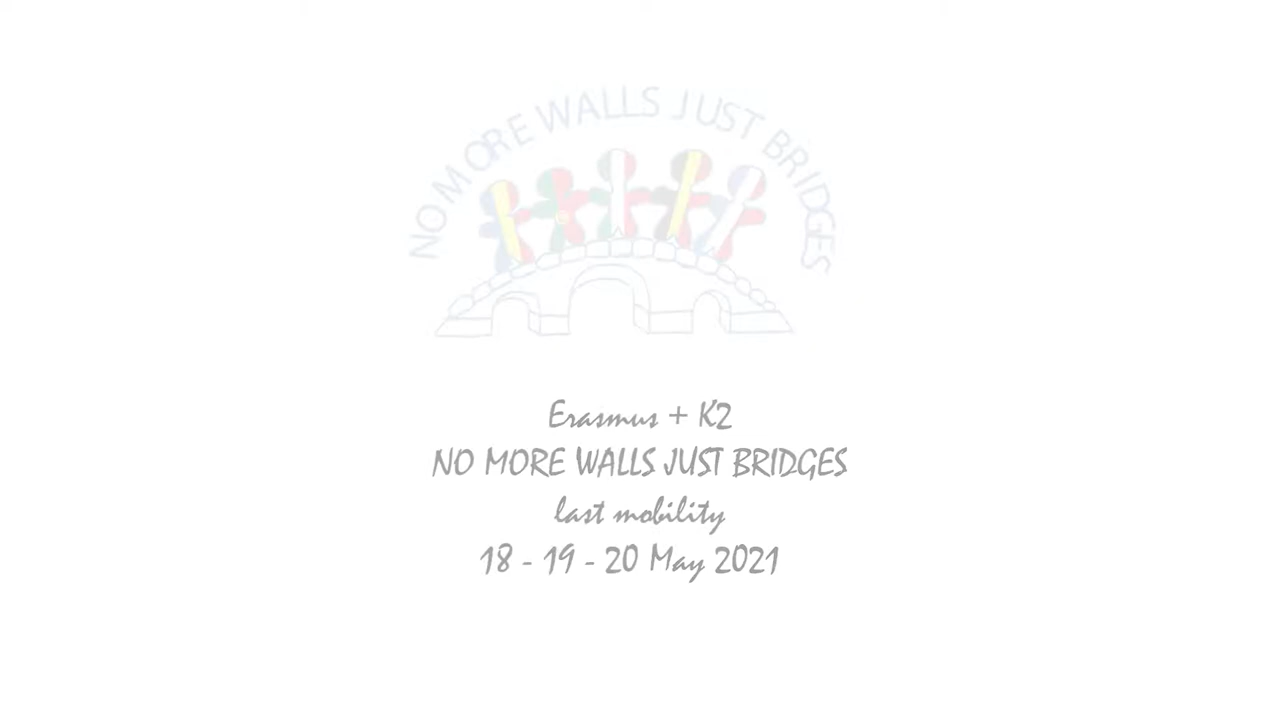 NO MORE WALLS JUST BRIDGES
Erasmus + K2
NO MORE WALLS JUST BRIDGES
last mobility
18 - 19 - 20 May 2021